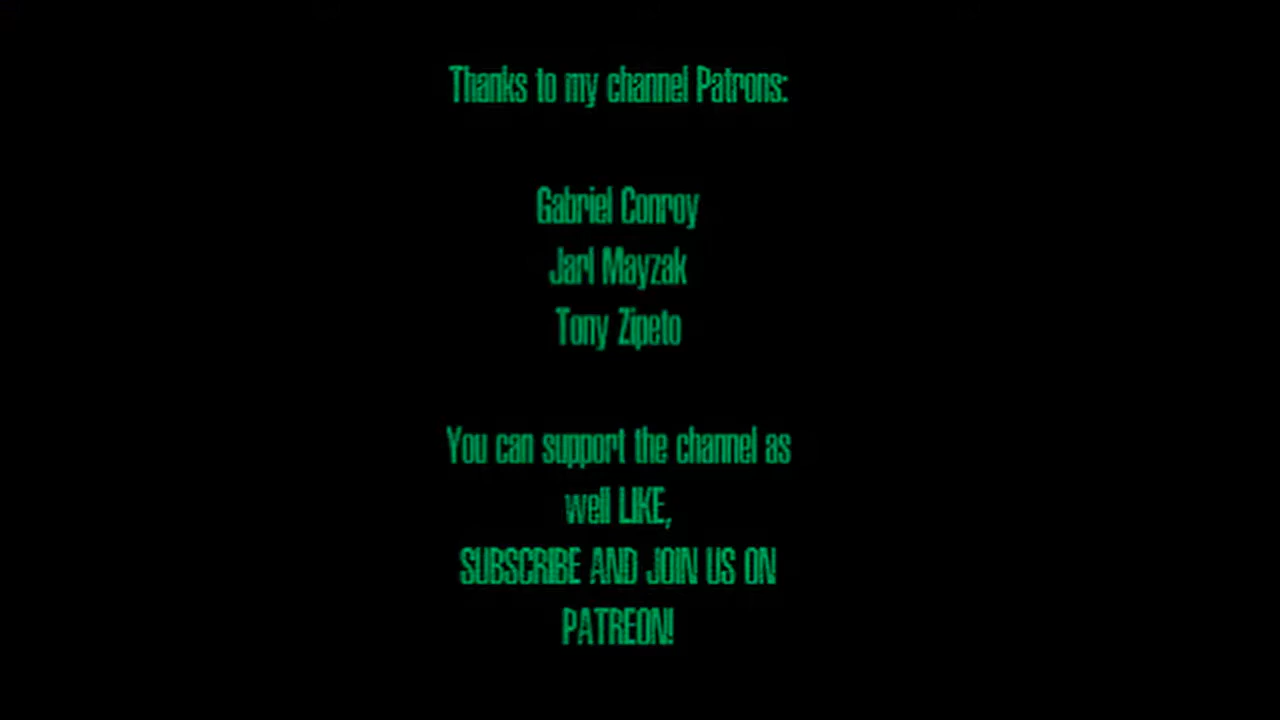 Thanks to my channel Patrons:
Gabriel Conroy
Jarl Mayzak
Tony Zipeto
You can support the channel as
well LIKE,
SUBSCRIBE AND JOIN US ON
PATREON!